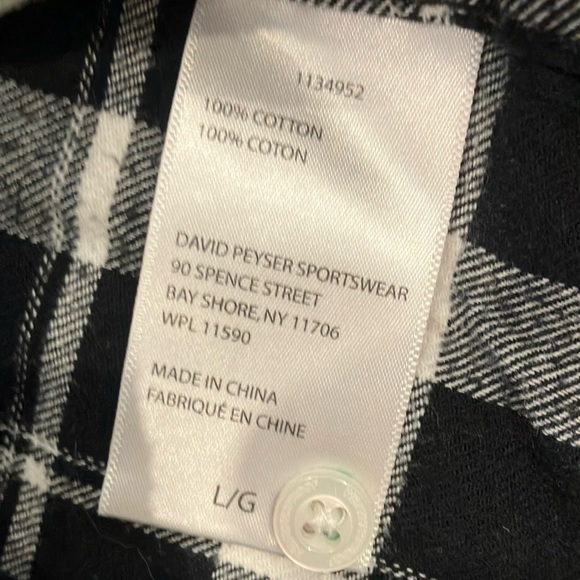 1134952
100% COTTON
100% COTON
DAVID PEYSER SPORTSWEAR
90 SPENCE STREET
BAY SHORE, NY 11706
WPL 11590
MADE IN CHINA
FABRIQUÉ EN CHINE
L/G